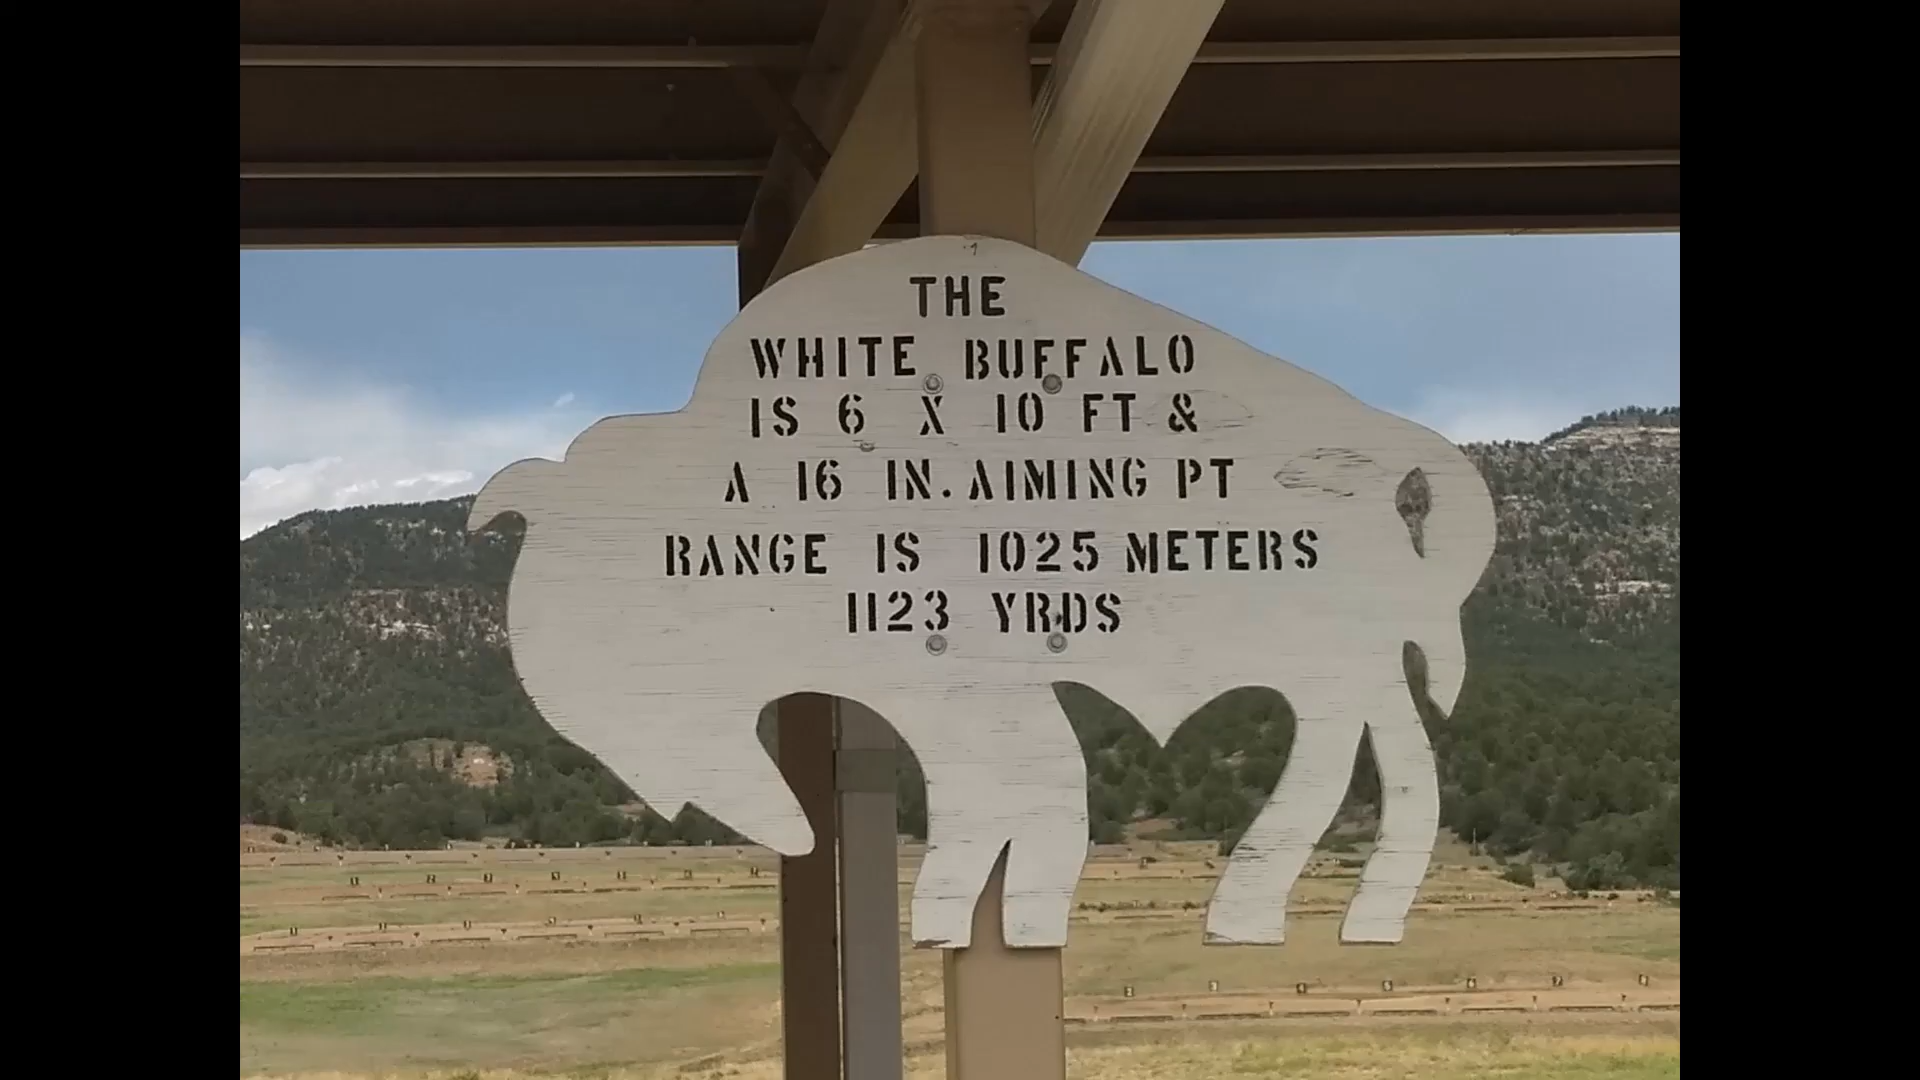 THE
WHITE BUFFALO
IS 6 X 10 FT &
A 16 IN. AIMING PT
RANGE IS 1025 METERS
1123 YRDS